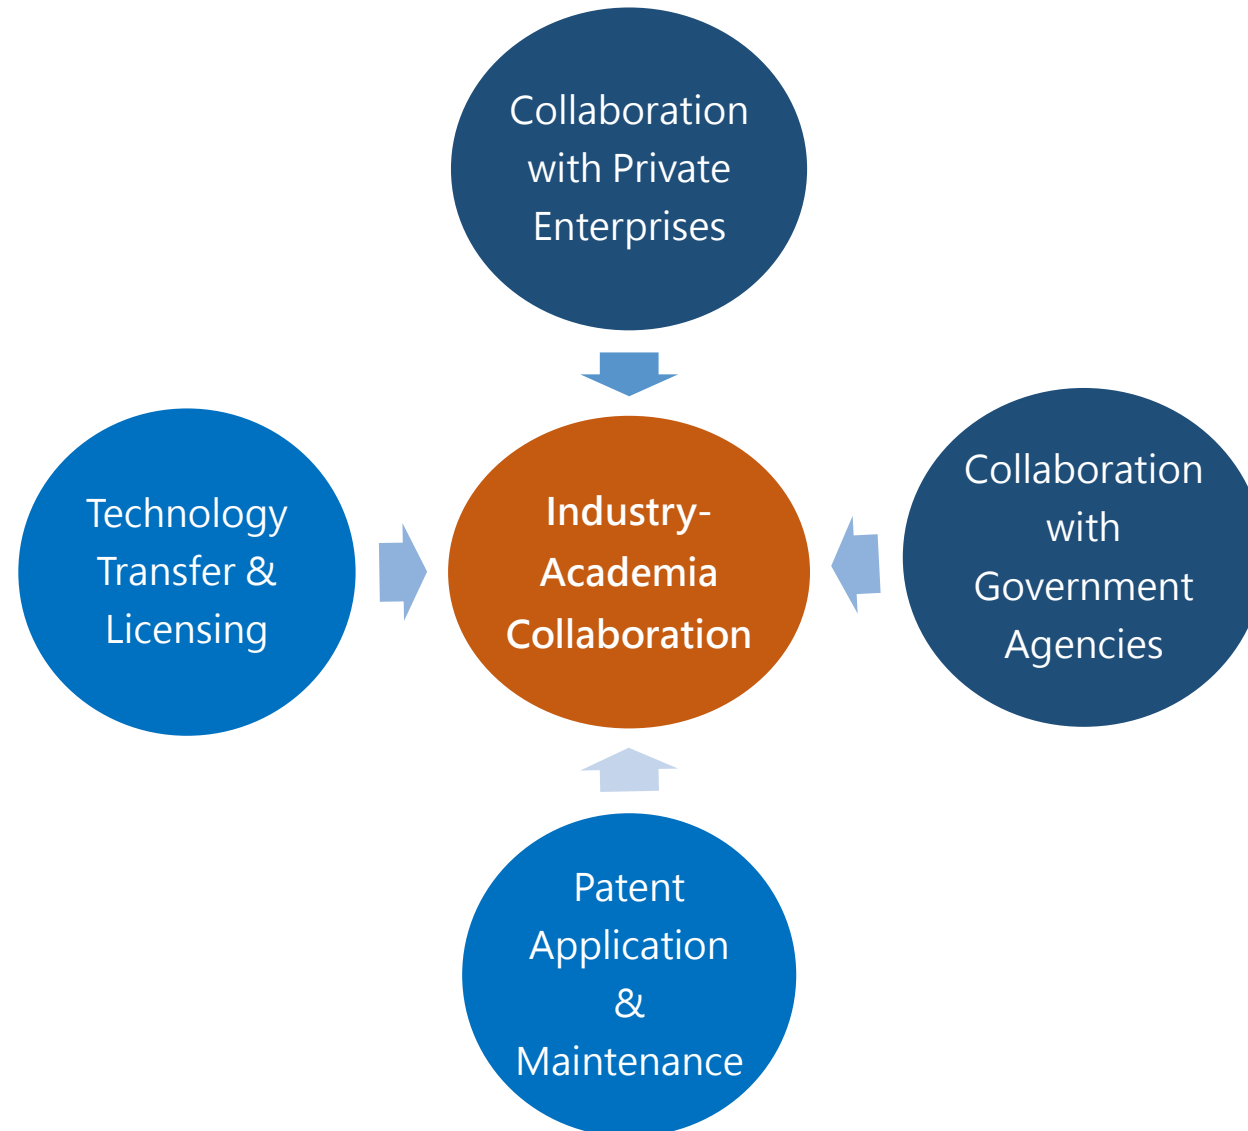 Collaboration
with Private
Enterprises
Technology
Transfer &
Licensing
Industry-
Academia
Collaboration
Collaboration
with
Government
Agencies
Patent
Application
&
Maintenance